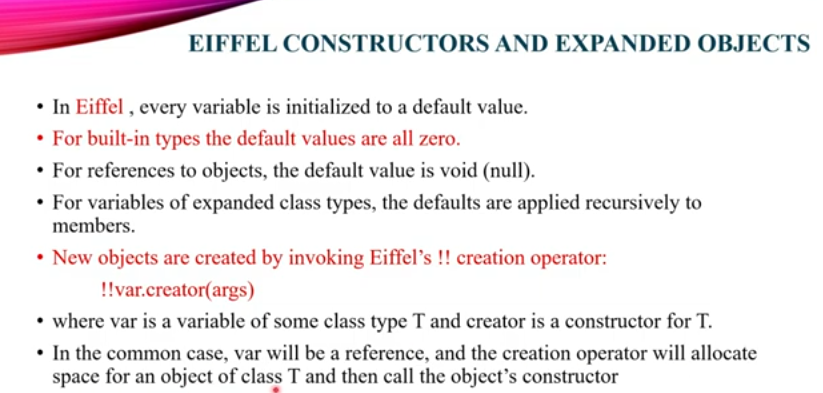 EIFFEL CONSTRUCTORS AND EXPANDED OBJECTS
• In Eiffel , every variable is initialized to a default value.
• For built-in types the default values are all zero.
• For references to objects, the default value is void (null).
• For variables of expanded class types, the defaults are applied recursively to
members.
• New objects are created by invoking Eiffel’s !! creation operator:
!!var.creator(args)
• where var is a variable of some class type T and creator is a constructor for T.
• In the common case, var will be a reference, and the creation operator will allocate
space for an object of class T and then call the object’s constructor